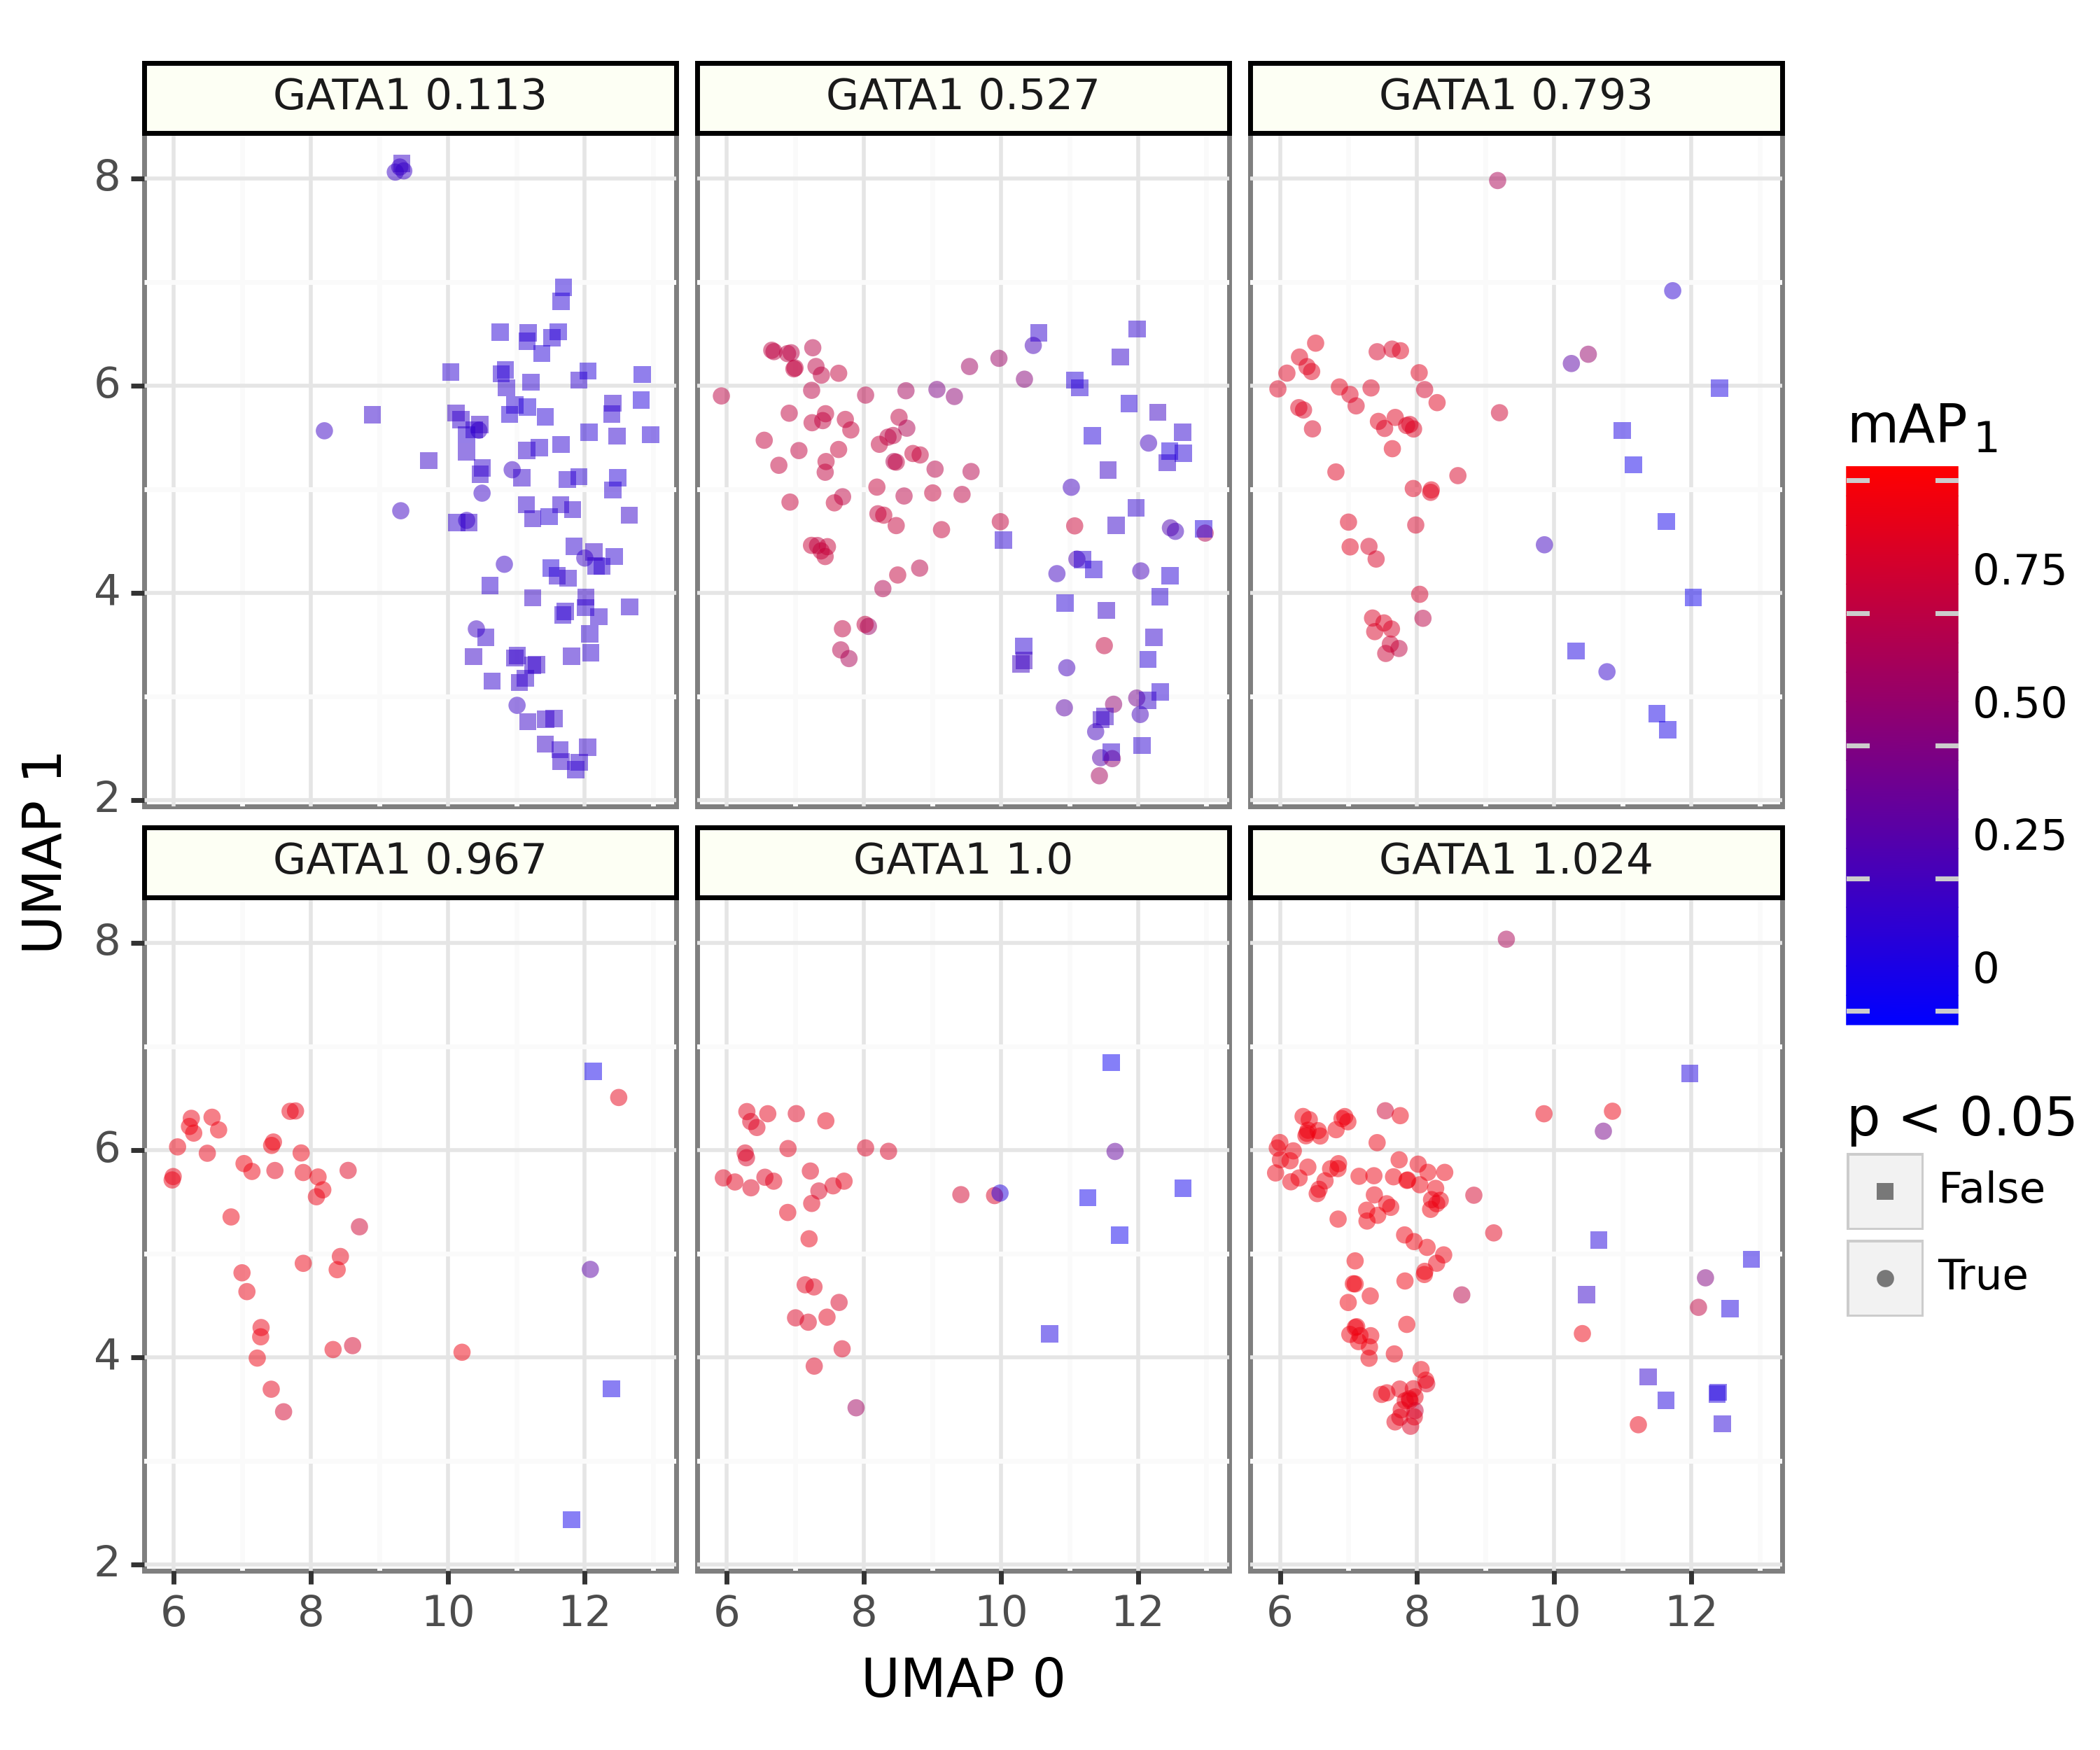 GATA1 0.113
GATA1 0.527
GATA1 0.793
8
6
4
2
GATA1 0.967
GATA1 1.0
GATA1 1.024
8
6
4
2
6 8 10 12
6 8 10 12
6 8 10 12
UMAP 1
UMAP 0
mAP
1
0.75
0.50
0.25
0
p < 0.05
False
True